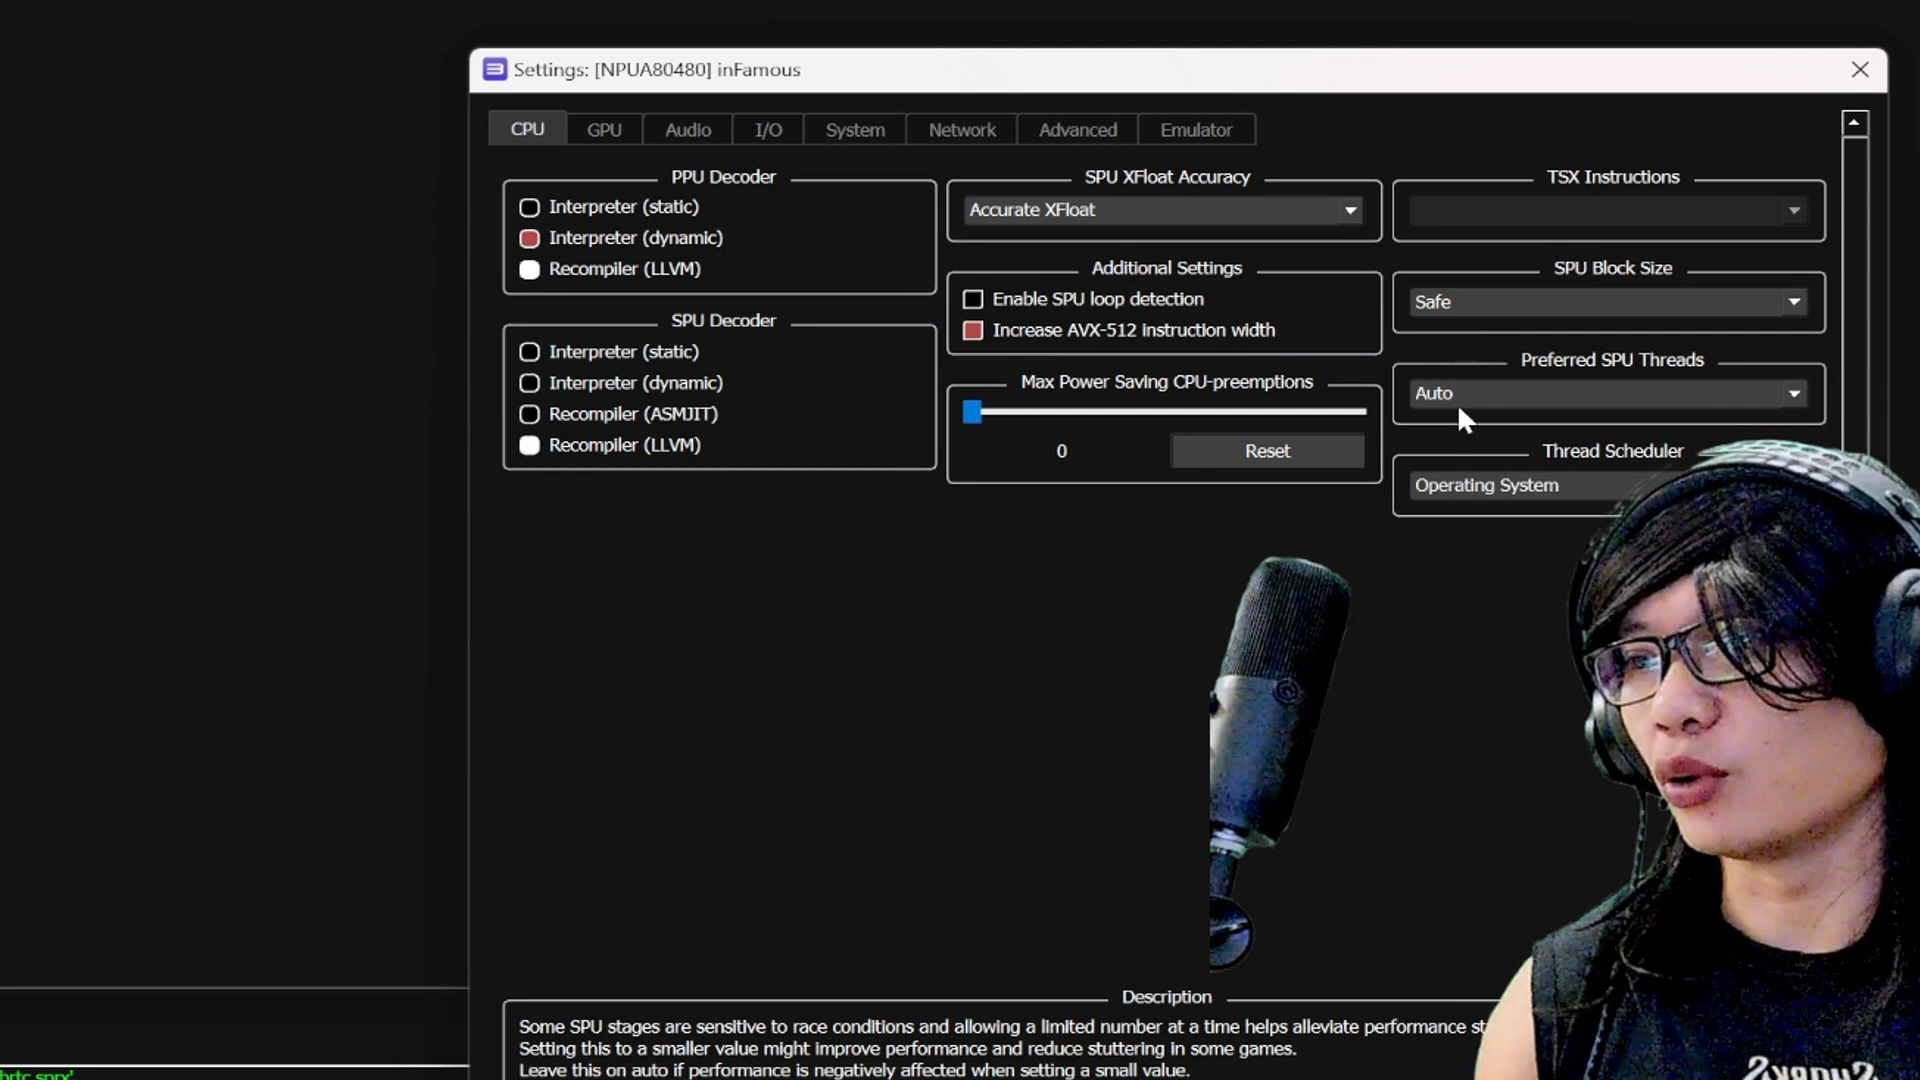 Settings: [NPUA80480] inFamous
CPU
GPU
Audio
I/O
System
Network
Advanced
Emulator
PPU Decoder
Interpreter (static)
Interpreter (dynamic)
Recompiler (LLVM)
SPU Decoder
Interpreter (static)
Interpreter (dynamic)
Recompiler (ASMJIT)
Recompiler (LLVM)
SPU XFloat Accuracy
Accurate XFloat
Additional Settings
Enable SPU loop detection
Increase AVX-512 instruction width
Max Power Saving CPU-preemptions
0
Reset
TSX Instructions
SPU Block Size
Safe
Preferred SPU Threads
Auto
Thread Scheduler
Operating System
Description
Some SPU stages are sensitive to race conditions and allowing a limited number at a time helps alleviate performance st
Setting this to a smaller value might improve performance and reduce stuttering in some games.
Leave this on auto if performance is negatively affected when setting a small value.